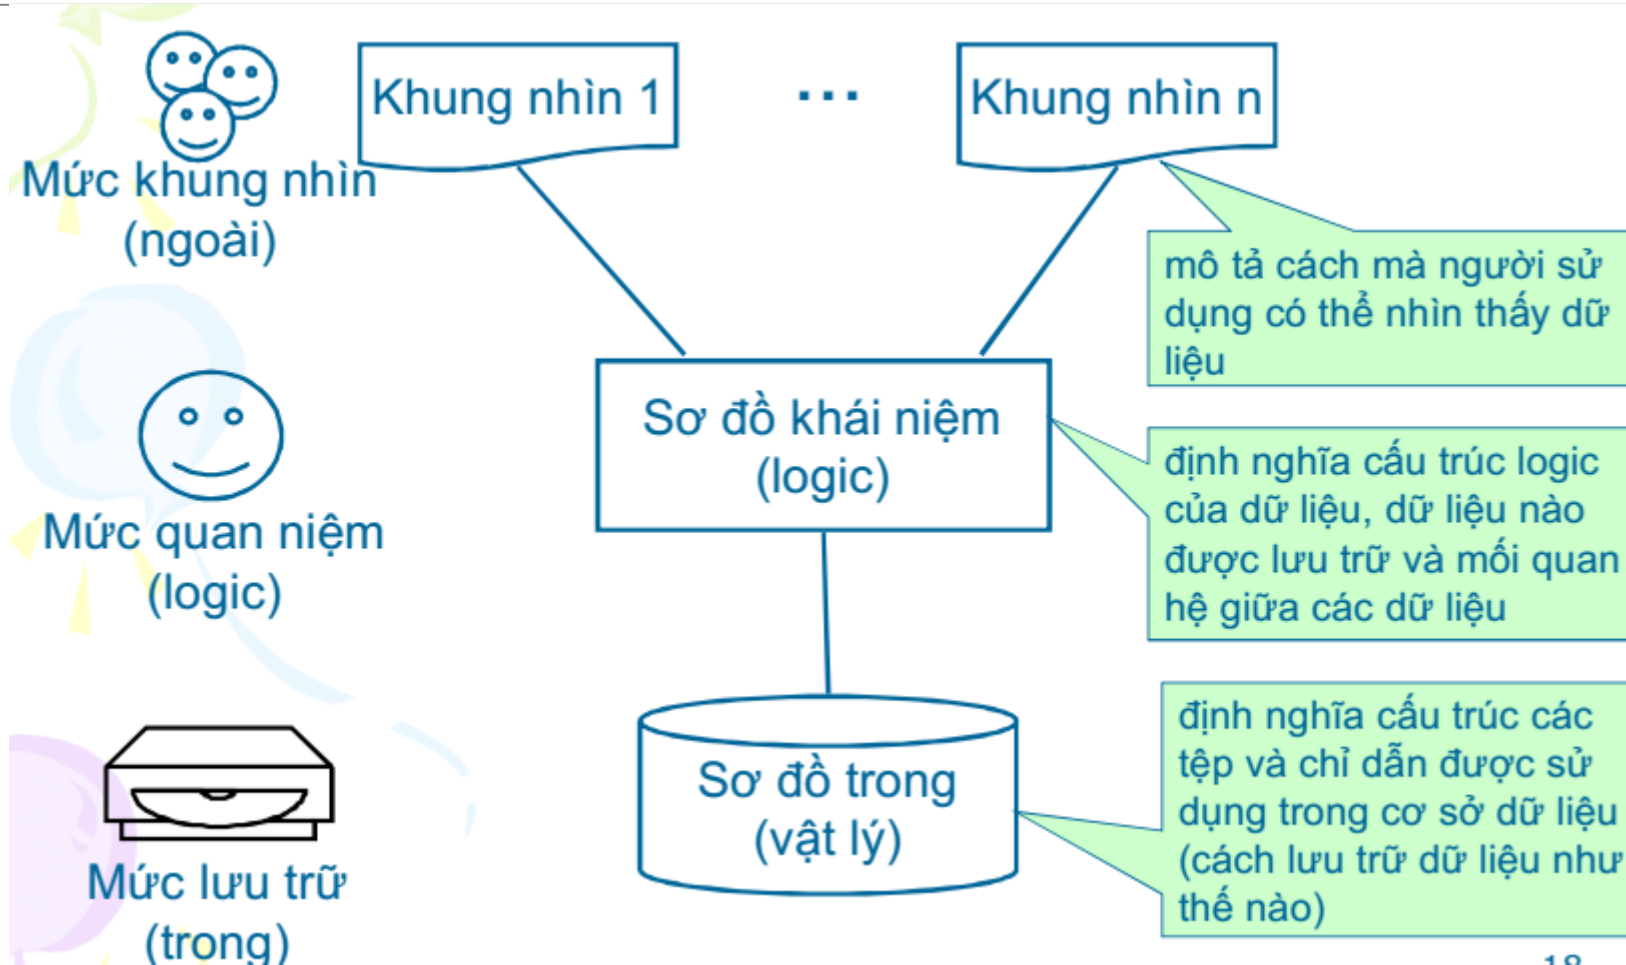 Khung nhìn 1
...
Khung nhìn n
Mức khung nhìn
(ngoài)
mô tả cách mà người sử
dụng có thể nhìn thấy dữ
liệu
Sơ đồ khái niệm
(logic)
Mức quan niệm
(logic)
định nghĩa cấu trúc logic
của dữ liệu, dữ liệu nào
được lưu trữ và mối quan
hệ giữa các dữ liệu
Sơ đồ trong
(vật lý)
Mức lưu trữ
(trong)
định nghĩa cấu trúc các
tệp và chỉ dẫn được sử
dụng trong cơ sở dữ liệu
(cách lưu trữ dữ liệu như
thế nào)